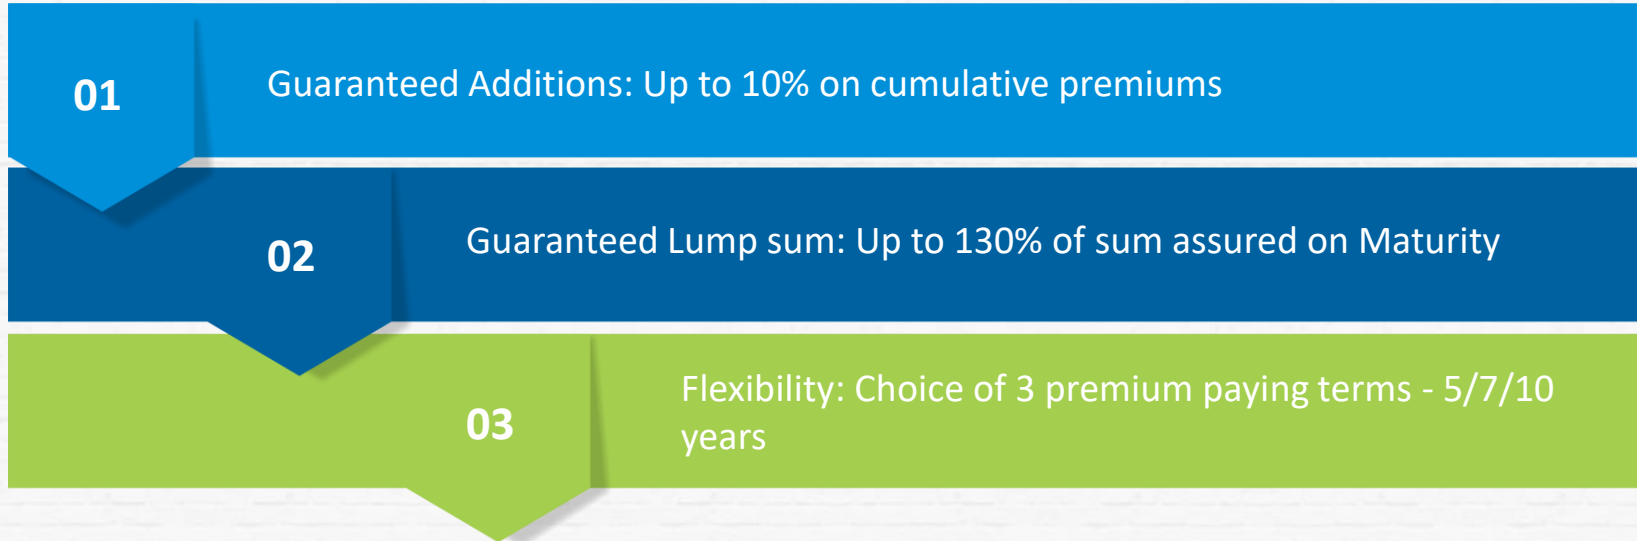 01
Guaranteed Additions: Up to 10% on cumulative premiums
02
Guaranteed Lump sum: Up to 130% of sum assured on Maturity
03
Flexibility: Choice of 3 premium paying terms - 5/7/10
years